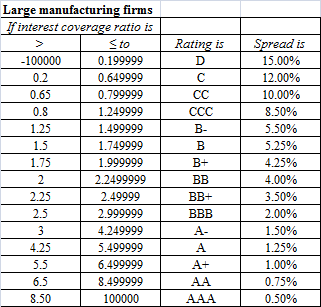 Large manufacturing firms
If interest coverage ratio is
> ≤ to Rating is Spread is
-100000 0.199999 D 15.00%
0.2 0.649999 C 12.00%
0.65 0.799999 CC 10.00%
0.8 1.249999 CCC 8.50%
1.25 1.499999 B- 5.50%
1.5 1.749999 B 5.25%
1.75 1.999999 B+ 4.25%
2 2.2499999 BB 4.00%
2.25 2.49999 BB+ 3.50%
2.5 2.999999 BBB 2.00%
3 4.249999 A- 1.50%
4.25 5.499999 A 1.25%
5.5 6.499999 A+ 1.00%
6.5 8.499999 AA 0.75%
8.50 100000 AAA 0.50%